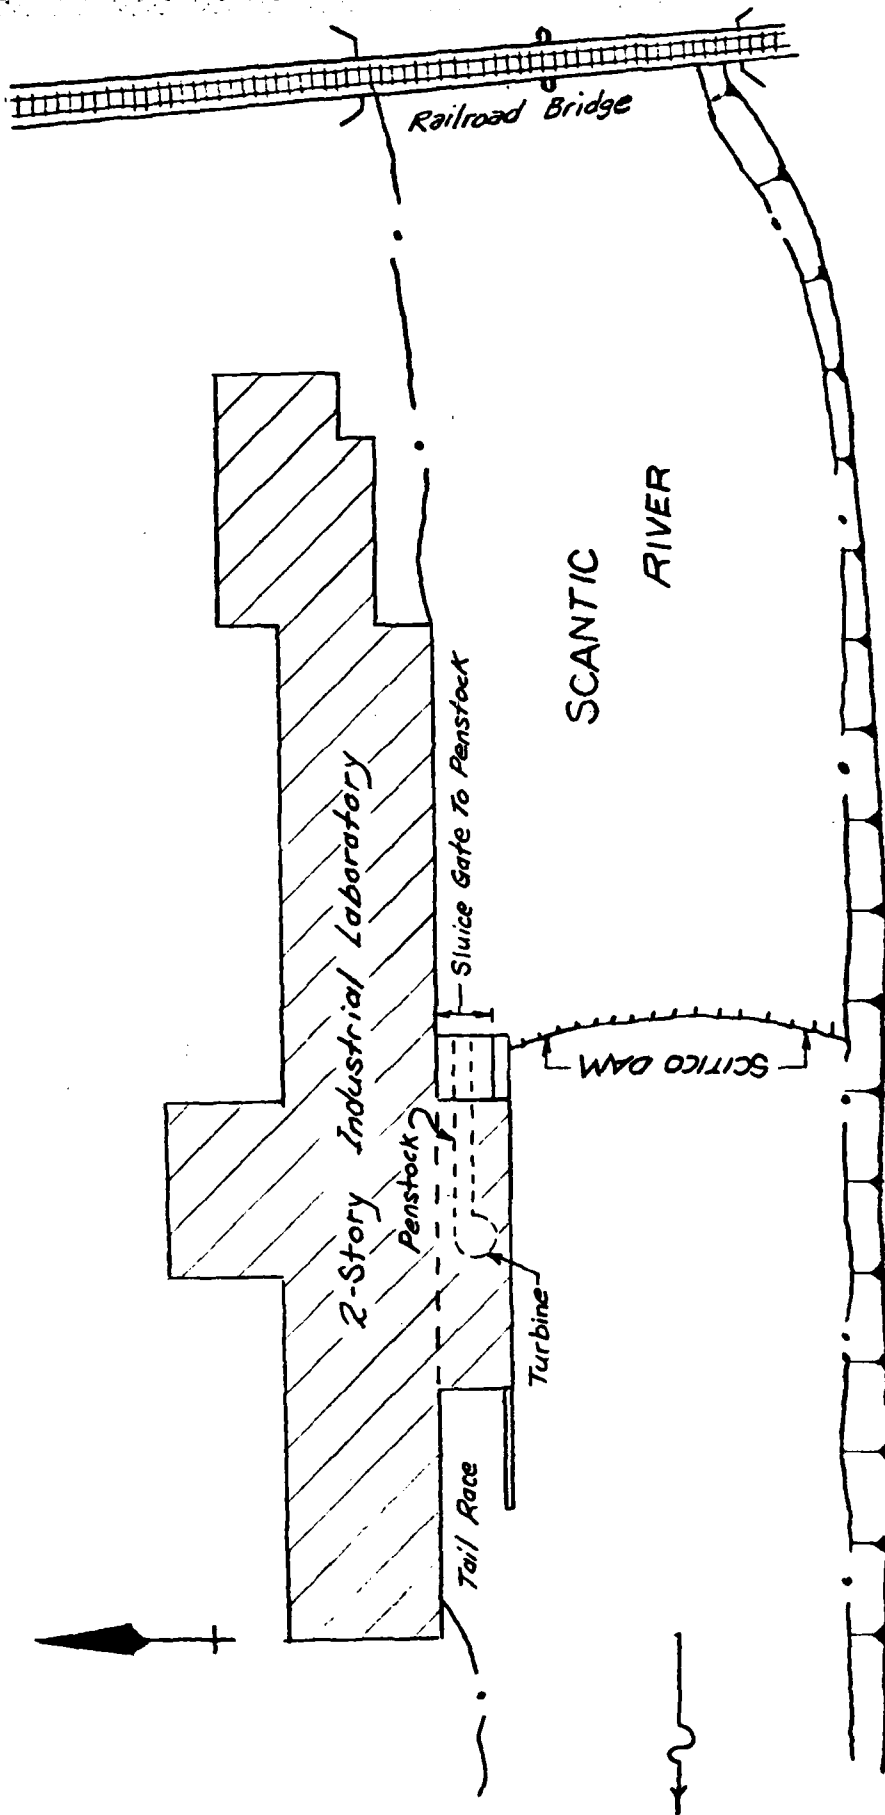 Railroad Bridge
SCANTIC
RIVER
2-Story Industrial Laboratory
Sluice Gate To Penstock
SCITICO DAM
Penstock
Turbine
Tail Race